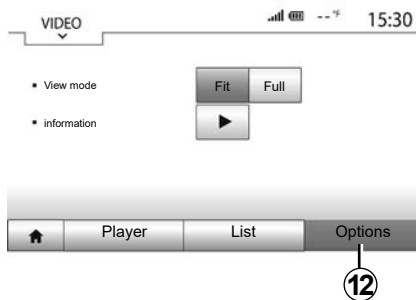 VIDEO
--°F 15:30
View mode Fit Full
information
Player List Options
12